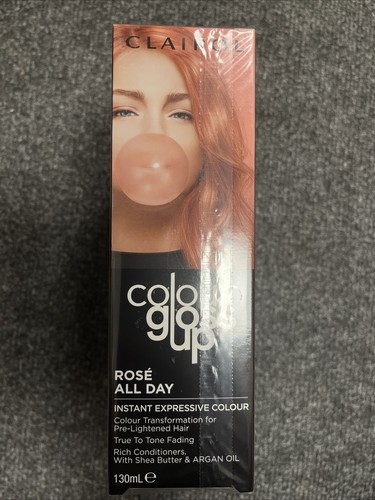 CLAIROL
colour
glow
up
ROSÉ
ALL DAY
INSTANT EXPRESSIVE COLOUR
Colour Transformation for
Pre-Lightened Hair
True To Tone Fading
Rich Conditioners.
With Shea Butter & ARGAN OIL
130mL ℮